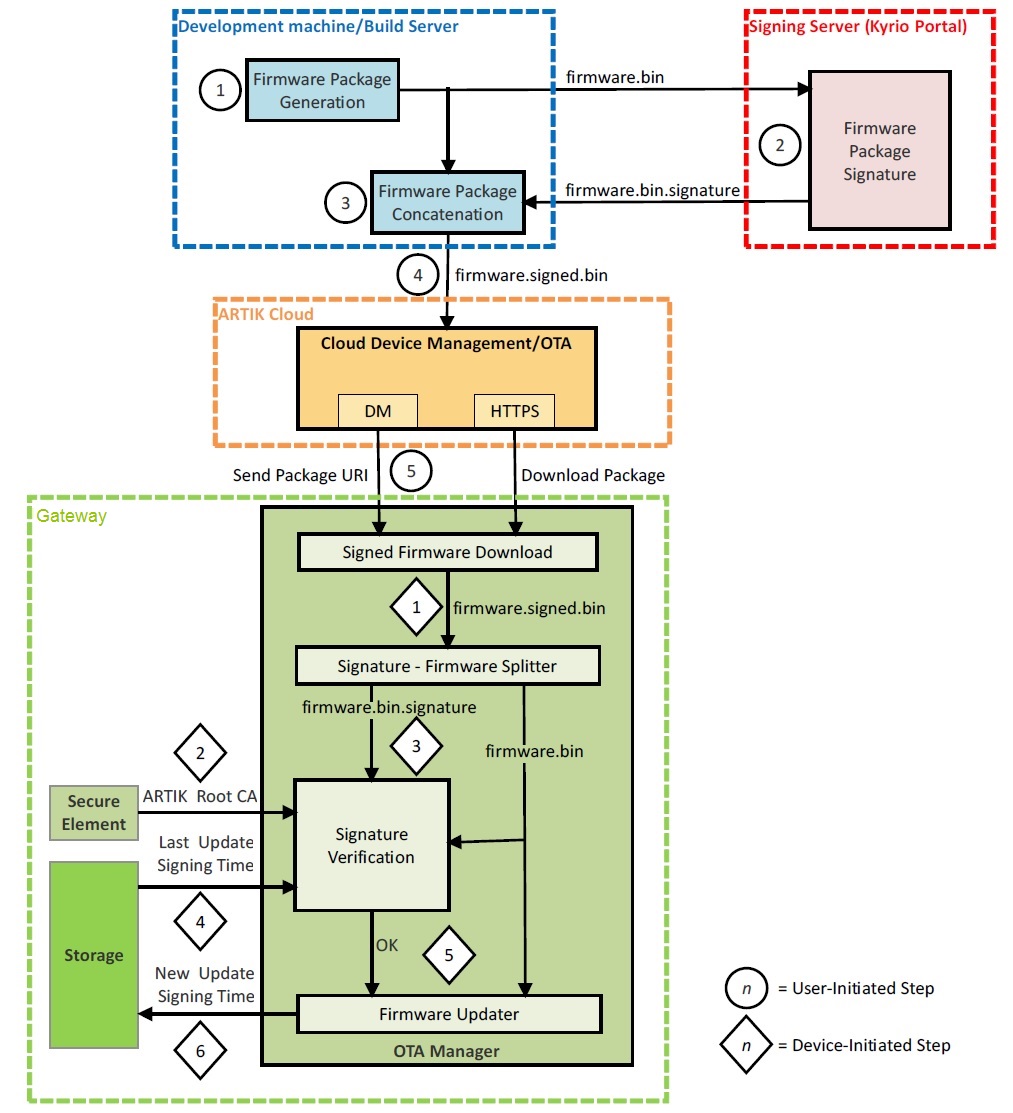 Development machine/Build Server
Signing Server (Kyrio Portal)
1
Firmware Package
Generation
firmware.bin
2
Firmware
Package
Signature
3
Firmware Package
Concatenation
firmware.bin.signature
4
firmware.signed.bin
ARTIK Cloud
Cloud Device Management/OTA
DM
HTTPS
Send Package URI
5
Download Package
Gateway
Signed Firmware Download
1
firmware.signed.bin
Signature - Firmware Splitter
firmware.bin.signature
3
firmware.bin
2
Secure
Element
ARTIK Root CA
Signature
Verification
Last Update
Signing Time
4
Storage
OK
5
New Update
Signing Time
6
Firmware Updater
OTA Manager
n = User-Initiated Step
n = Device-Initiated Step